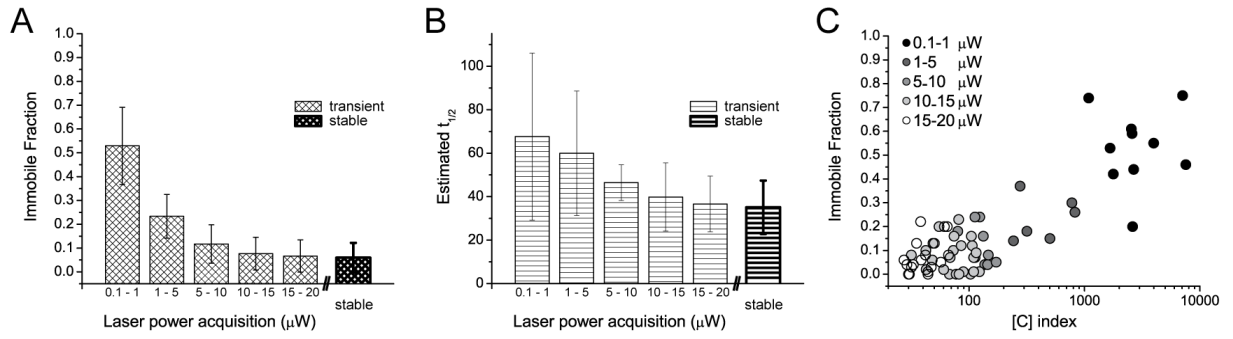 A
Immobile Fraction
1.0
0.9
0.8
0.7
0.6
0.5
0.4
0.3
0.2
0.1
0.0
transient
stable
0.1 - 1 1 - 5 5 - 10 10 - 15 15 - 20
stable
Laser power acquisition (μW)
B
Estimated t1/2
100
80
60
40
20
0
transient
stable
0.1 - 1 1 - 5 5 - 10 10 - 15 15 - 20
stable
Laser power acquisition (μW)
C
Immobile Fraction
1.0
0.9
0.8
0.7
0.6
0.5
0.4
0.3
0.2
0.1
0.0
0.1-1 μW
1-5 μW
5-10 μW
10-15 μW
15-20 μW
100 1000 10000
[C] index